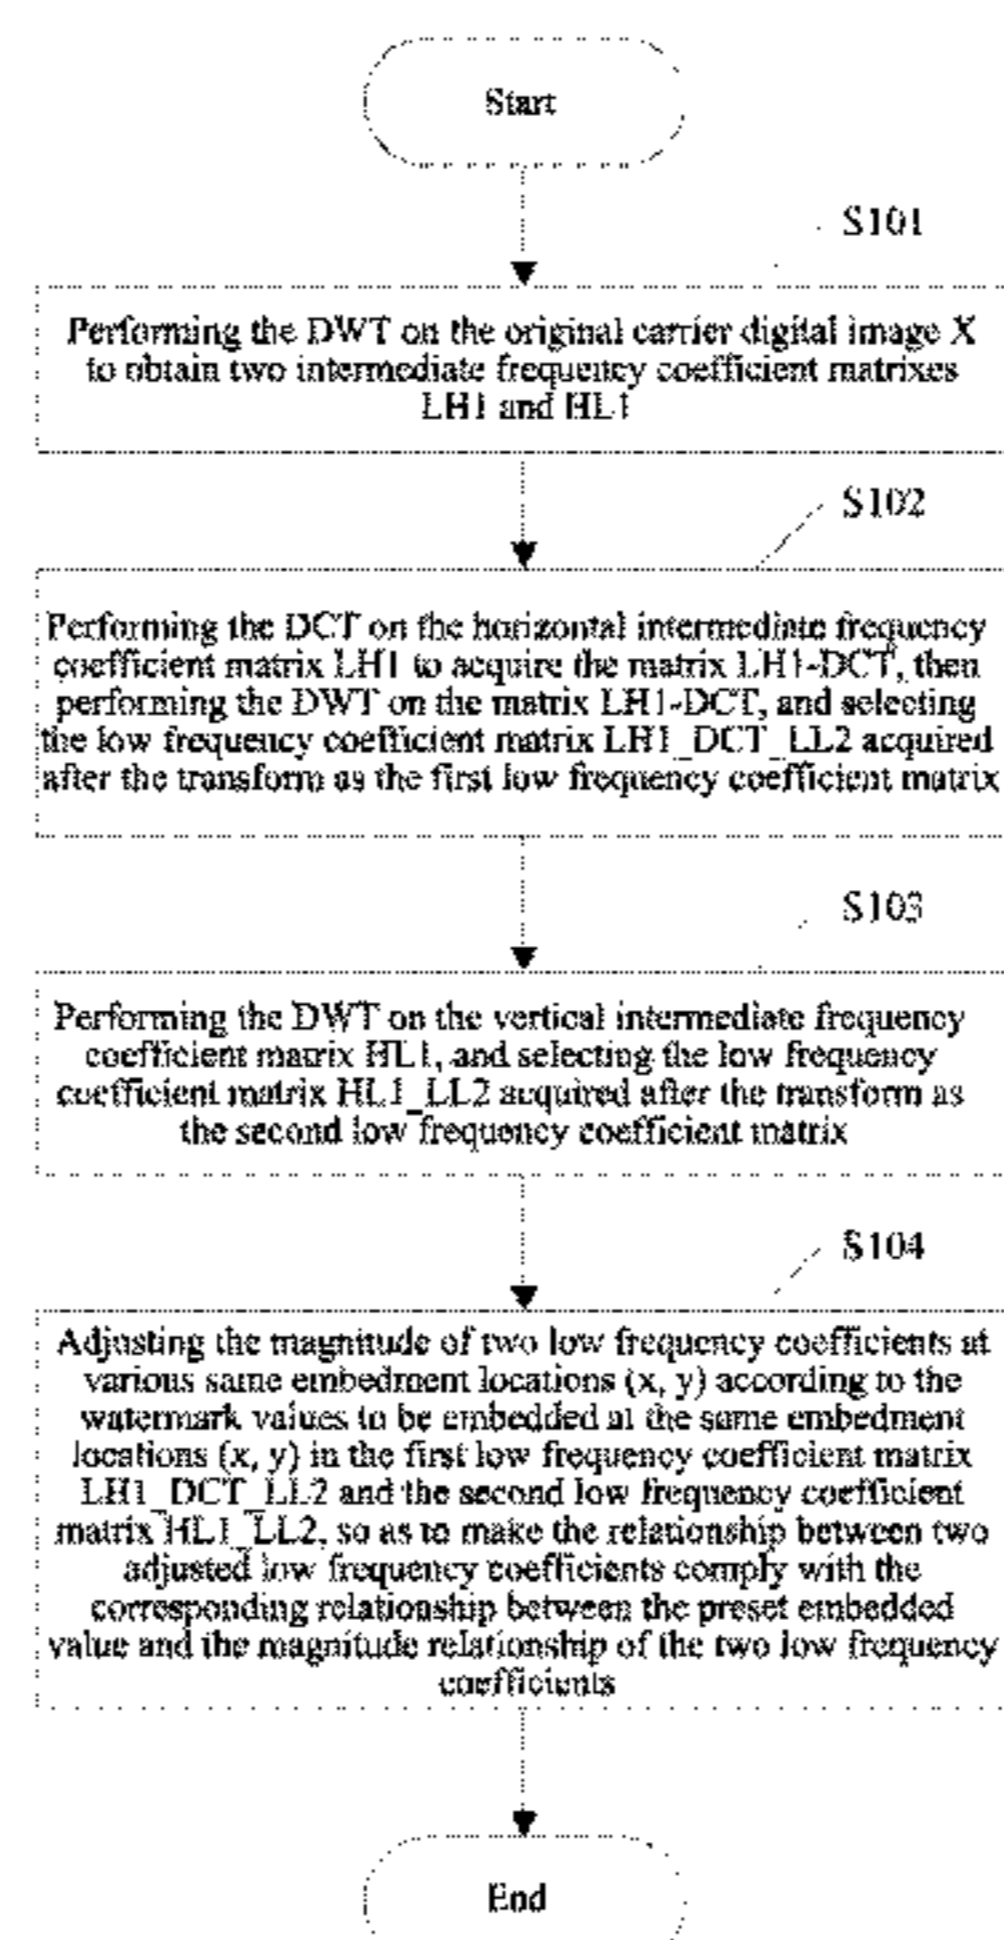 Start
S101
Performing the DWT on the original carrier digital image X
to obtain two intermediate frequency coefficient matrixes
LH1 and HL1
S102
Performing the DCT on the horizontal intermediate frequency
coefficient matrix LH1 to acquire the matrix LH1-DCT, then
performing the DWT on the matrix LH1-DCT, and selecting
the low frequency coefficient matrix LH1_DCT_LL2 acquired
after the transform as the first low frequency coefficient matrix
S103
Performing the DWT on the vertical intermediate frequency
coefficient matrix HL1, and selecting the low frequency
coefficient matrix HL1_LL2 acquired after the transform as
the second low frequency coefficient matrix
S104
Adjusting the magnitude of two low frequency coefficients at
various same embedment locations (x, y) according to the
watermark values to be embedded at the same embedment
locations (x, y) in the first low frequency coefficient matrix
LH1_DCT_LL2 and the second low frequency coefficient
matrix HL1_LL2, so as to make the relationship between two
adjusted low frequency coefficients comply with the
corresponding relationship between the preset embedded
value and the magnitude relationship of the two low frequency
coefficients
End